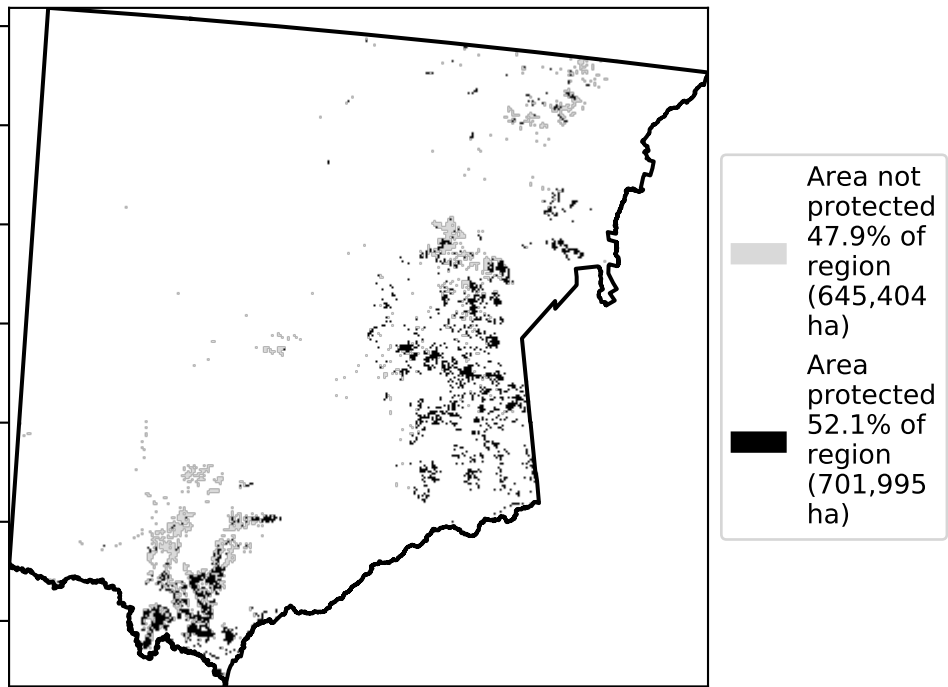 Area not
protected
47.9% of
region
(645,404
ha)
Area
protected
52.1% of
region
(701,995
ha)